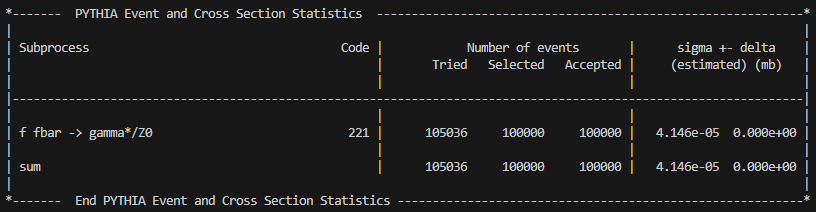 *-------  PYTHIA Event and Cross Section Statistics  -------------------------------------------------------------*
|                                                                                                                 |
| Subprocess                                    Code |            Number of events       |      sigma +- delta    |
|                                                    |       Tried   Selected   Accepted |     (estimated) (mb)   |
|                                                    |                                   |                        |
|-----------------------------------------------------------------------------------------------------------------|
|                                                    |                                   |                        |
| f fbar -> gamma*/Z0                            221 |      105036     100000     100000 |   4.146e-05  0.000e+00 |
|                                                    |                                   |                        |
| sum                                                |      105036     100000     100000 |   4.146e-05  0.000e+00 |
|                                                                                                                 |
*-------  End PYTHIA Event and Cross Section Statistics ----------------------------------------------------------*